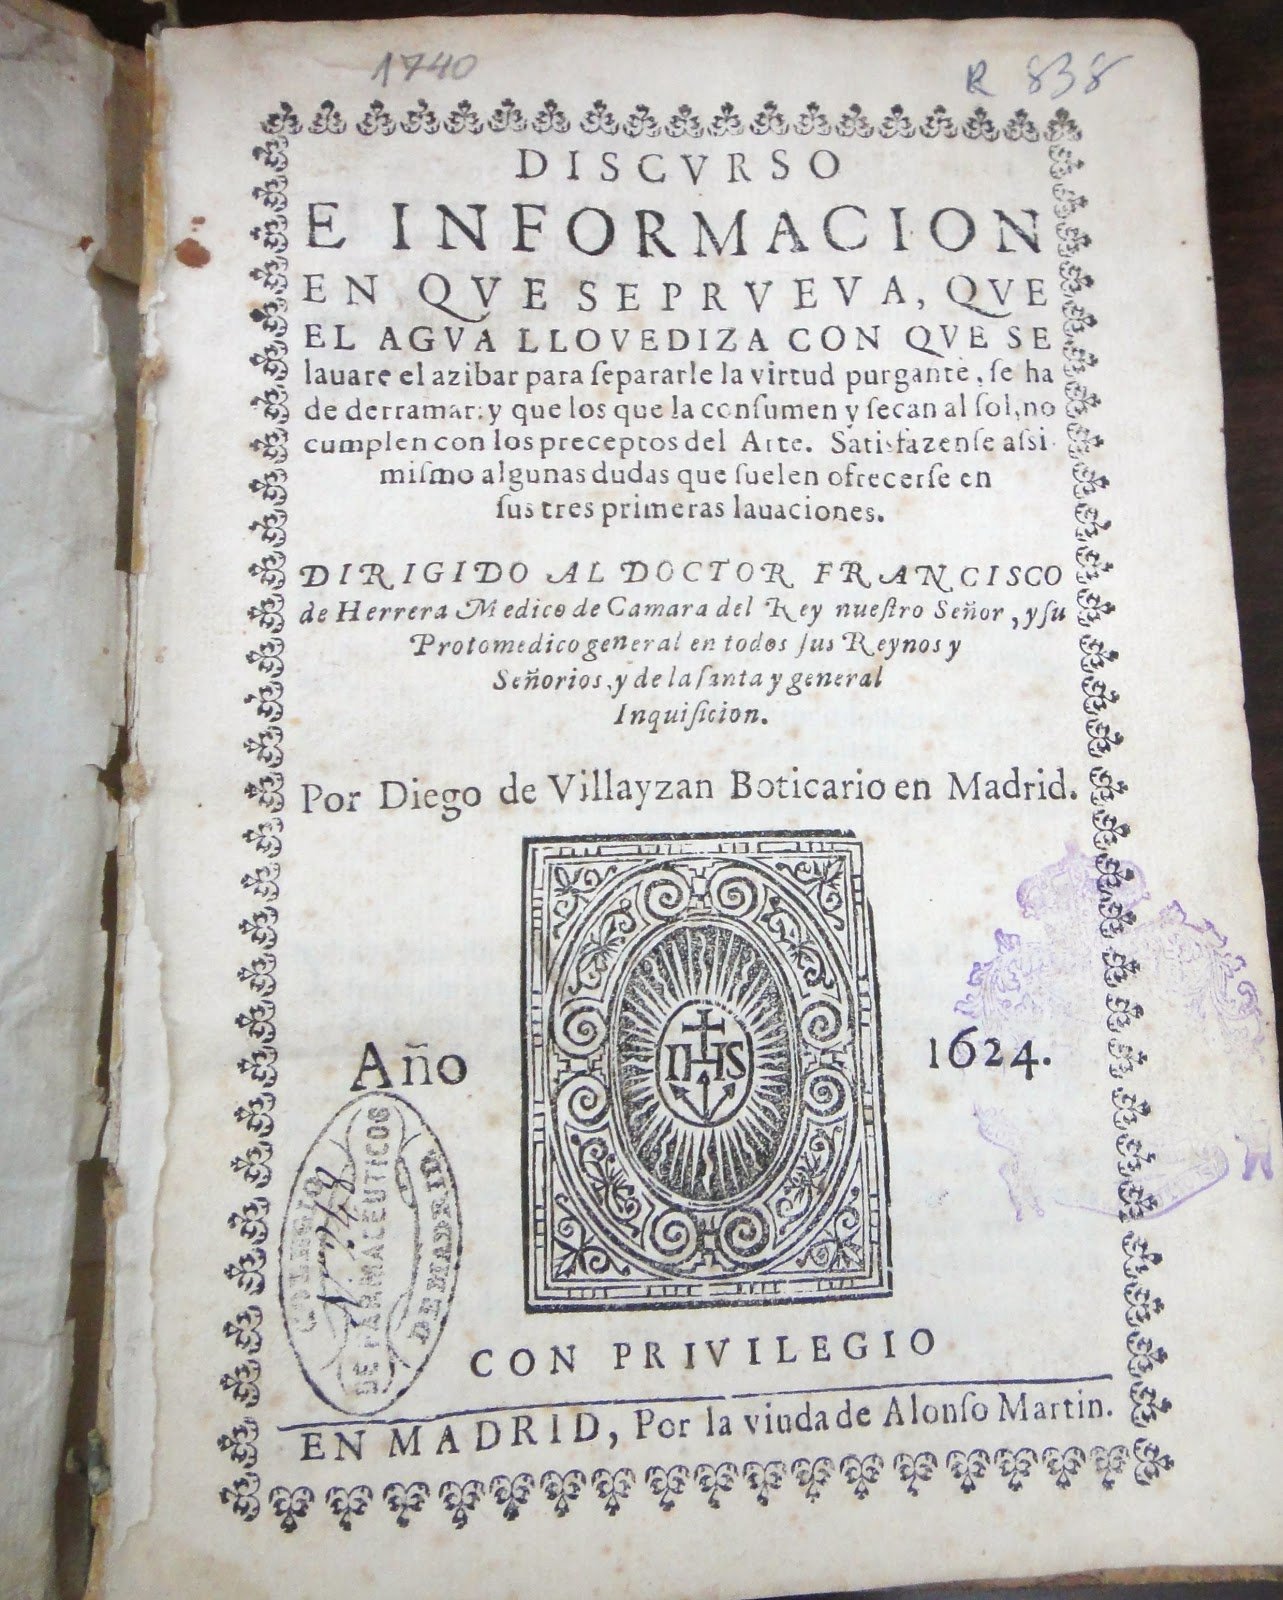 1740
R 838
DISCVRSO
E INFORMACION
EN QVE SE PRVEVA, QVE
EL AGVA LLOVEDIZA CON QVE SE
lauare el azibar para ſepararle la virtud purgante, ſe ha
de derramar: y que los que la conſumen y ſecan al ſol, no
cumplen con los preceptos del Arte. Satisfazenſe aſsi
miſmo algunas dudas que ſuelen ofrecerſe en
ſus tres primeras lauaciones.
DIRIGIDO AL DOCTOR FRANCISCO
de Herrera Medico de Camara del Rey nueſtro Señor, y ſu
Protomedico general en todos ſus Reynos y
Señorios, y de la ſanta y general
Inquiſicion.
Por Diego de Villayzan Boticario en Madrid.
IHS
Año 1624.
COLEGIO
DE FARMACEUTICOS
DE MADRID
CON PRIVILEGIO
EN MADRID, Por la viuda de Alonſo Martin.